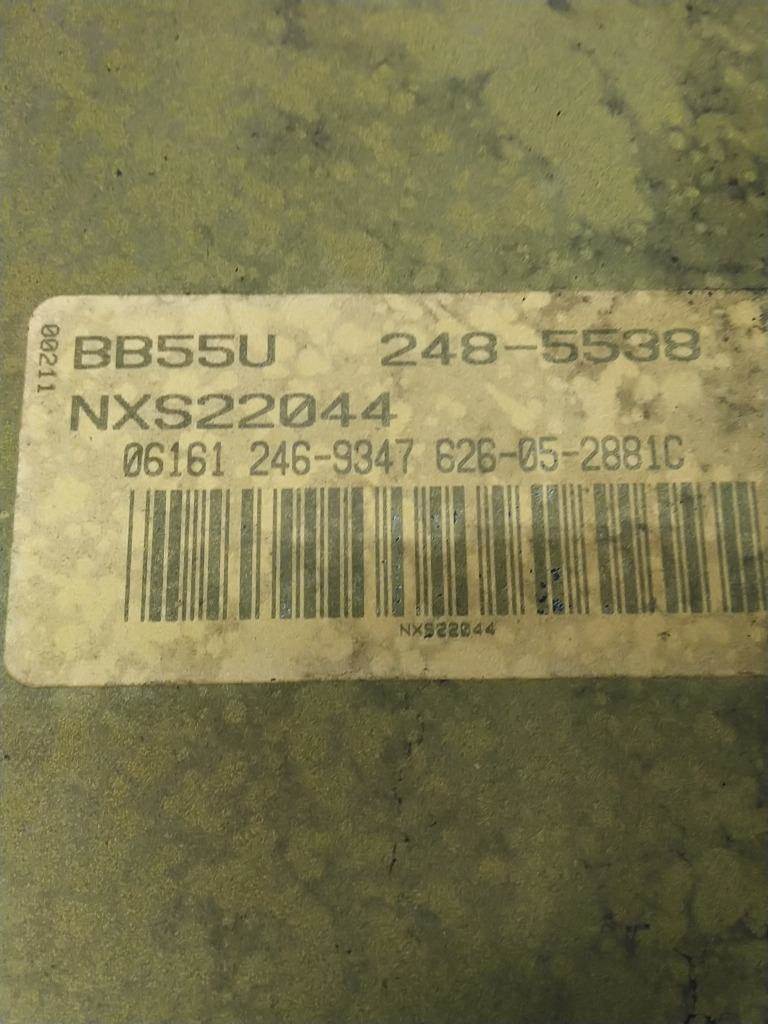 00211
BB55U 248-5538
NXS22044
06161 246-9347 626-05-2881C
NXS22044